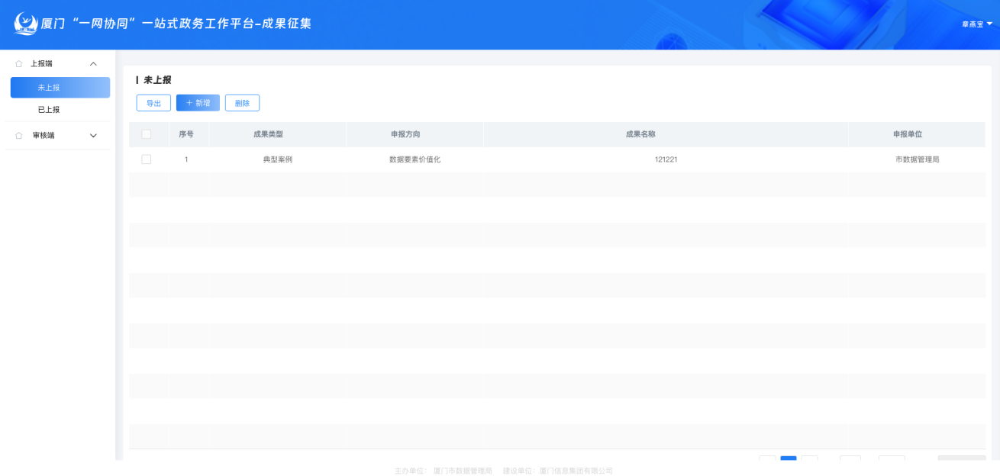 厦门“一网协同”一站式政务工作平台-成果征集
章燕宝
上报端
未上报
已上报
审核端
未上报
导出 + 新增 删除
序号 成果类型 申报方向 成果名称 申报单位
1 典型案例 数据要素价值化 121221 市数据管理局
主办单位: 厦门市数据管理局 建设单位: 厦门信息集团有限公司